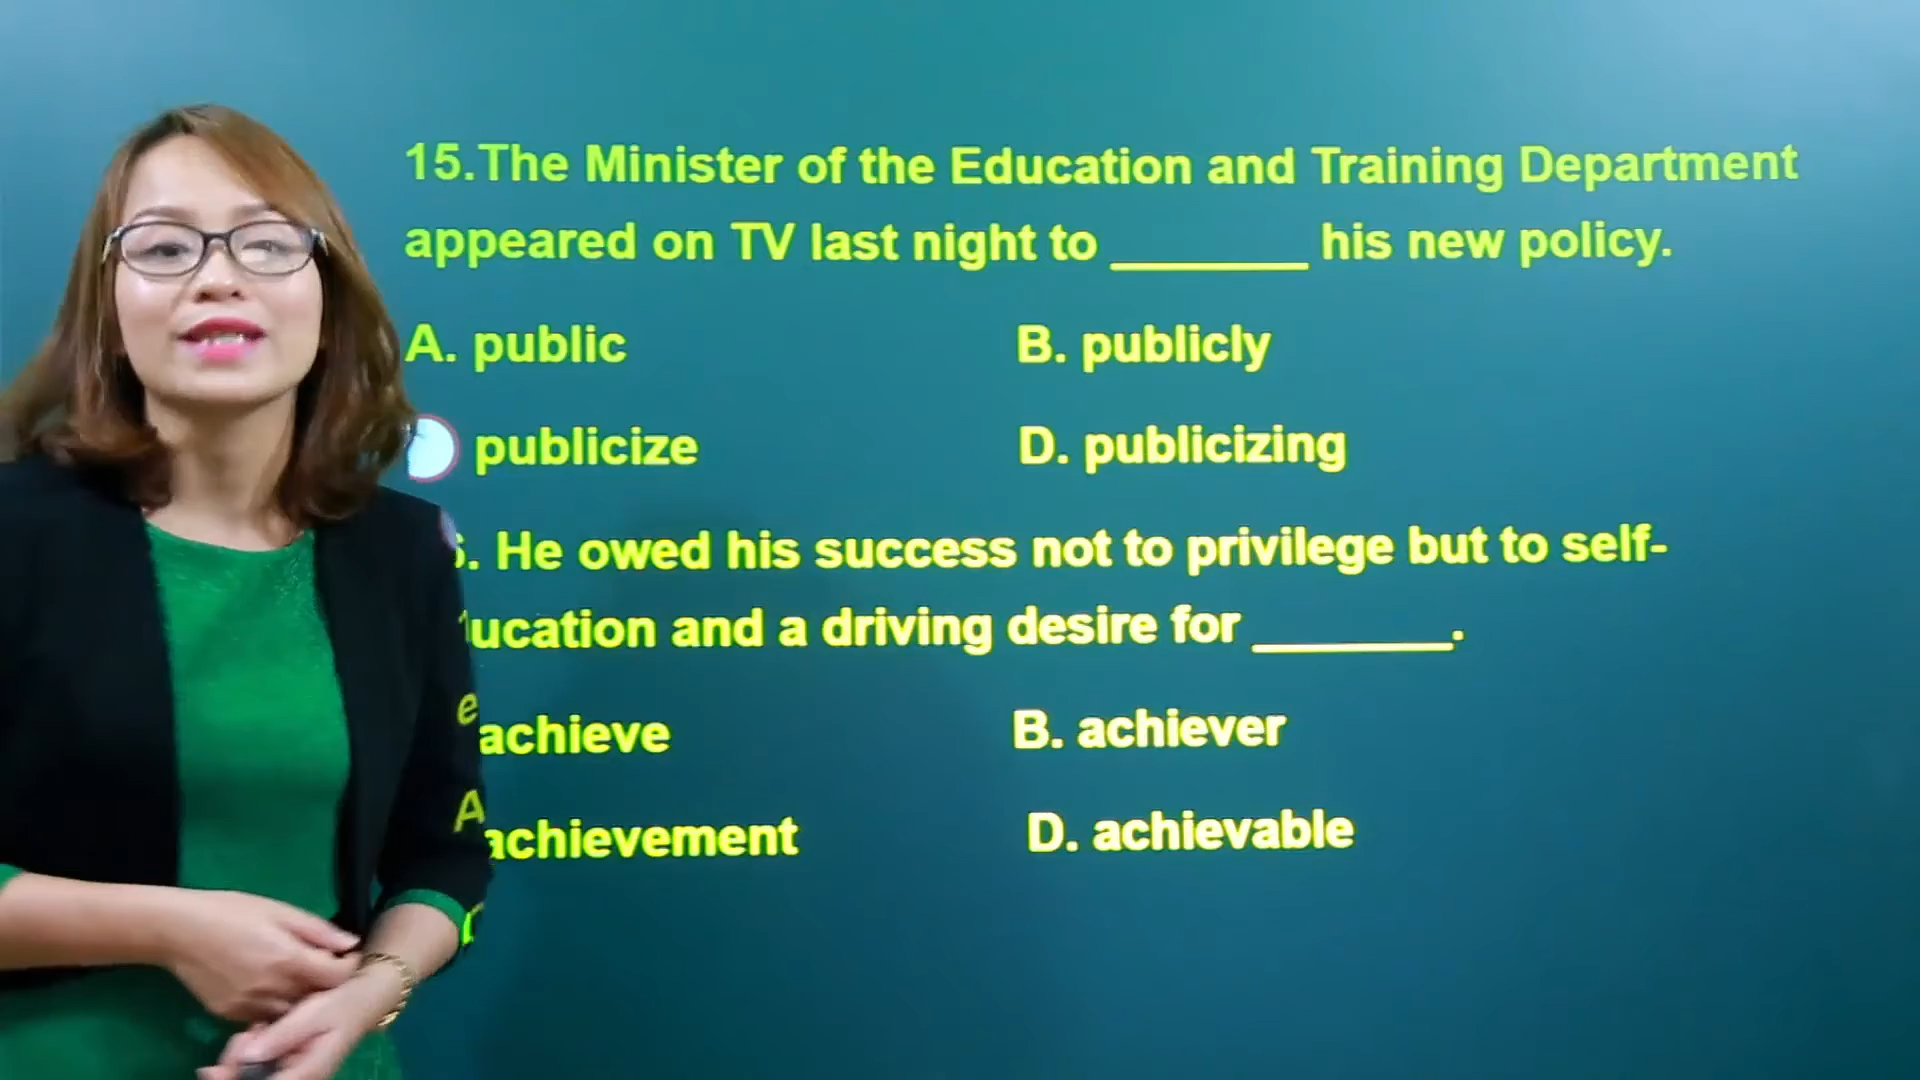 15.The Minister of the Education and Training Department
appeared on TV last night to _______ his new policy.
A. public B. publicly
publicize D. publicizing
. He owed his success not to privilege but to self-
ucation and a driving desire for _______.
achieve B. achiever
achievement D. achievable